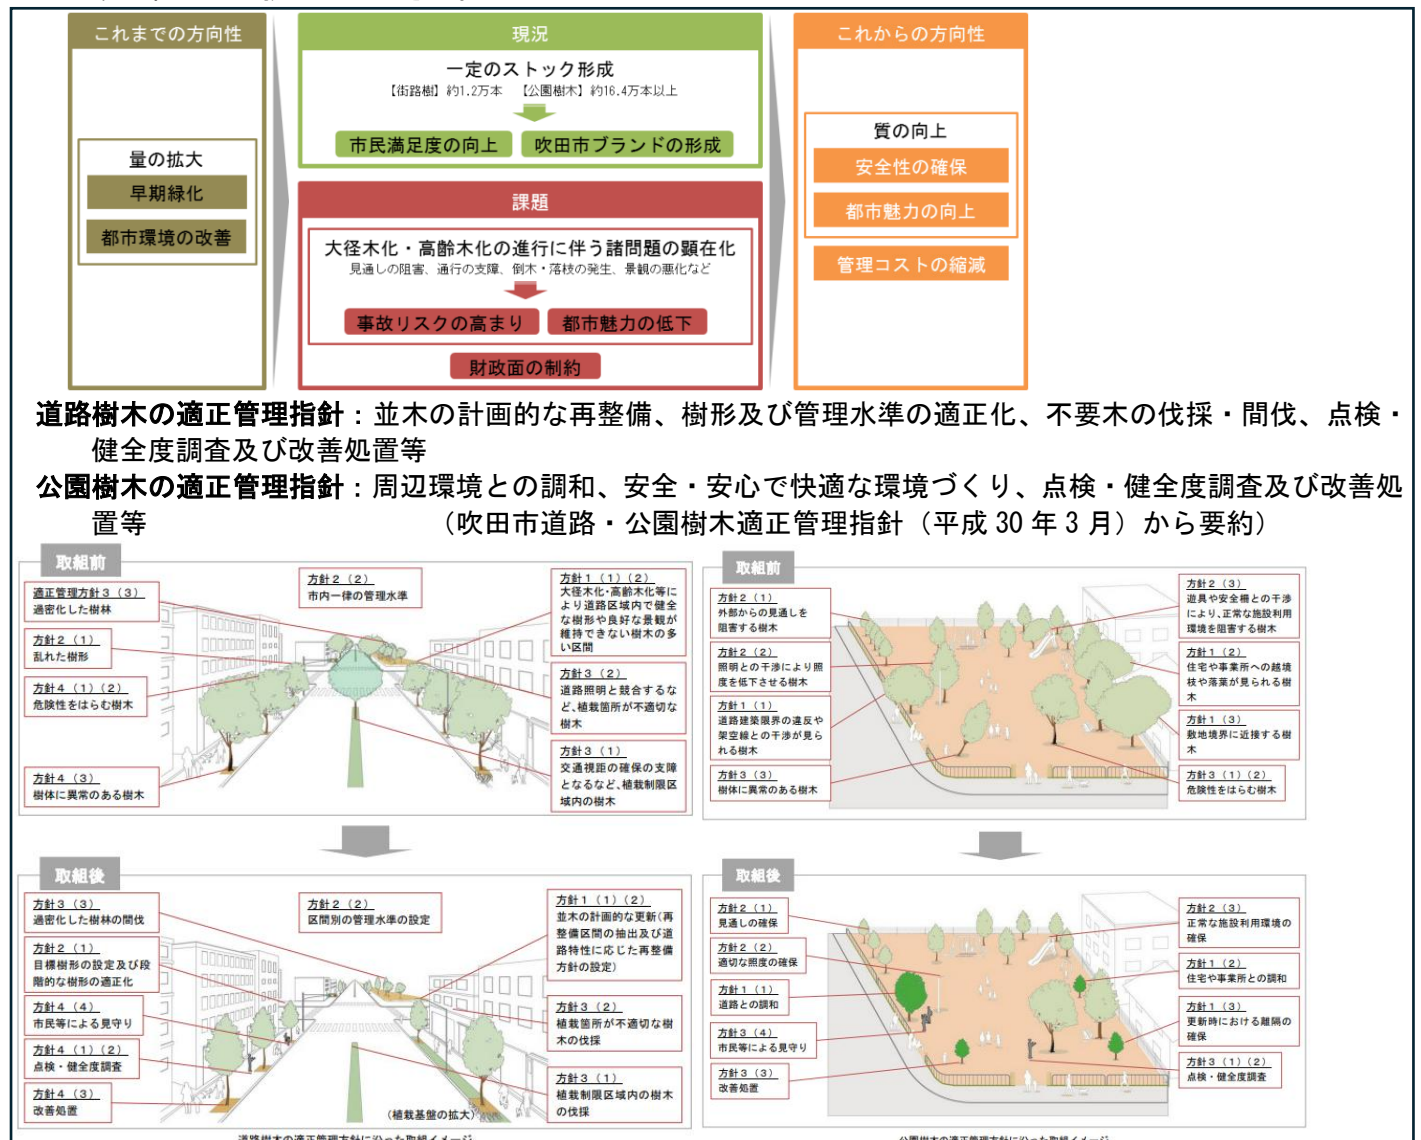 これまでの方向性
量の拡大
早期緑化
都市環境の改善
現況
一定のストック形成
【街路樹】約1.2万本　【公園樹木】約16.4万本以上
市民満足度の向上
吹田市ブランドの形成
課題
大径木化・高齢木化の進行に伴う諸問題の顕在化
見通しの阻害、通行の支障、倒木・落枝の発生、景観の悪化など
事故リスクの高まり
都市魅力の低下
財政面の制約
これからの方向性
質の向上
安全性の確保
都市魅力の向上
管理コストの縮減
道路樹木の適正管理指針：並木の計画的な再整備、樹形及び管理水準の適正化、不要木の伐採・間伐、点検・
健全度調査及び改善処置等
公園樹木の適正管理指針：周辺環境との調和、安全・安心で快適な環境づくり、点検・健全度調査及び改善処
置等　　　　　　　　　　　（吹田市道路・公園樹木適正管理指針（平成 30 年 3 月）から要約）
取組前
適正管理方針３（３）
過密化した樹林
方針２（１）
乱れた樹形
方針４（１）（２）
危険性をはらむ樹木
方針４（３）
樹体に異常のある樹木
方針２（２）
市内一律の管理水準
方針１（１）（２）
大径木化・高齢木化等に
より道路区域内で健全
な樹形や良好な景観が
維持できない樹木の多
い区間
方針３（２）
道路照明と競合するな
ど、植栽箇所が不適切な
樹木
方針３（１）
交通視距の確保の支障
となるなど、植栽制限区
域内の樹木
取組前
方針２（１）
外部からの見通しを
阻害する樹木
方針２（２）
照明との干渉により照
度を低下させる樹木
方針１（１）
道路建築限界の違反や
架空線との干渉が見ら
れる樹木
方針３（３）
樹体に異常のある樹木
方針２（３）
遊具や安全柵との干渉
により、正常な施設利用
環境を阻害する樹木
方針１（２）
住宅や事業所への越境
枝や落葉が見られる樹
木
方針１（３）
敷地境界に近接する樹
木
方針３（１）（２）
危険性をはらむ樹木
取組後
方針３（３）
過密化した樹林の間伐
方針２（１）
目標樹形の設定及び段
階的な樹形の適正化
方針４（４）
市民等による見守り
方針４（１）（２）
点検・健全度調査
方針４（３）
改善処置
方針２（２）
区間別の管理水準の設定
方針１（１）（２）
並木の計画的な更新（再
整備区間の抽出及び道
路特性に応じた再整備
方針の設定）
方針３（２）
植栽箇所が不適切な樹
木の伐採
方針３（１）
植栽制限区域内の樹木
の伐採
（植栽基盤の拡大）
道路樹木の適正管理方針に沿った取組イメージ
取組後
方針２（１）
見通しの確保
方針２（２）
適切な照度の確保
方針１（１）
道路との調和
方針３（４）
市民等による見守り
方針３（３）
改善処置
方針２（３）
正常な施設利用環境の
確保
方針１（２）
住宅や事業所との調和
方針１（３）
更新時における離隔の
確保
方針３（１）（２）
点検・健全度調査
公園樹木の適正管理方針に沿った取組イメージ